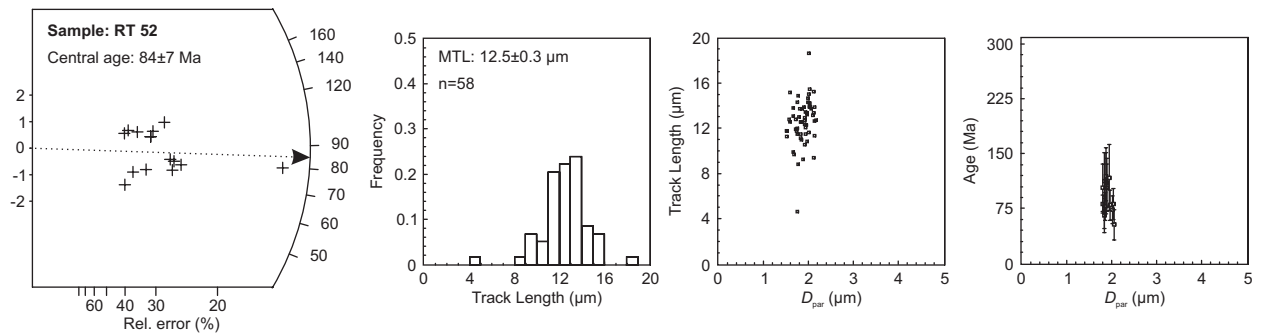 Sample: RT 52
Central age: 84±7 Ma
2
1
0
-1
-2
160
140
120
90
80
70
60
50
60 40 30 20
Rel. error (%)
MTL: 12.5±0.3 µm
n=58
Frequency
0.5
0.4
0.3
0.2
0.1
0
0 4 8 12 16 20
Track Length (µm)
Track Length (µm)
20
16
12
8
4
0
0 1 2 3 4 5
Dpar (µm)
Age (Ma)
300
225
150
75
0
0 1 2 3 4 5
Dpar (µm)